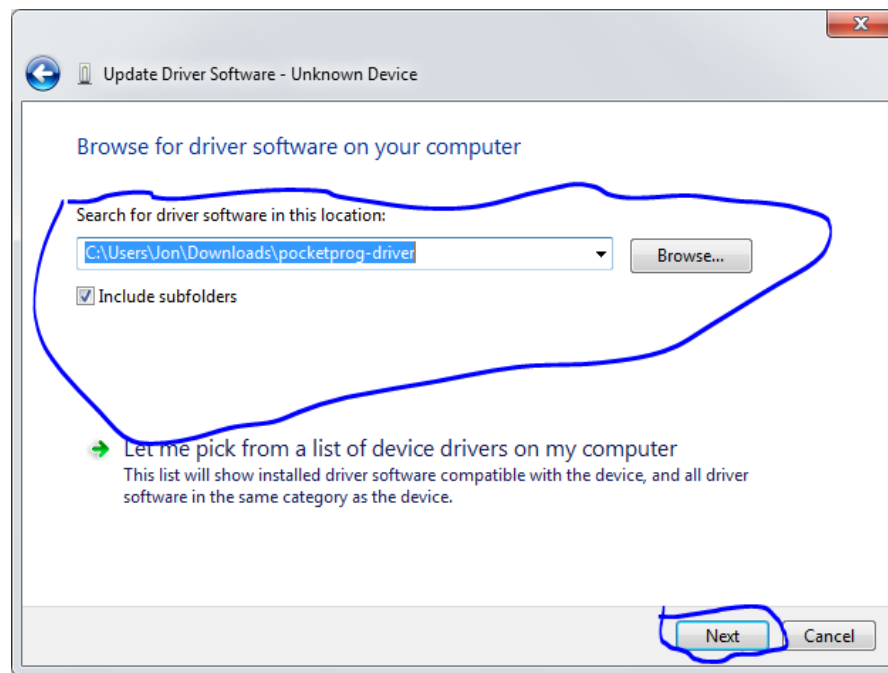 Update Driver Software - Unknown Device
Browse for driver software on your computer
Search for driver software in this location:
C:\Users\Jon\Downloads\pocketprog-driver
Browse...
Include subfolders
Let me pick from a list of device drivers on my computer
This list will show installed driver software compatible with the device, and all driver
software in the same category as the device.
Next
Cancel